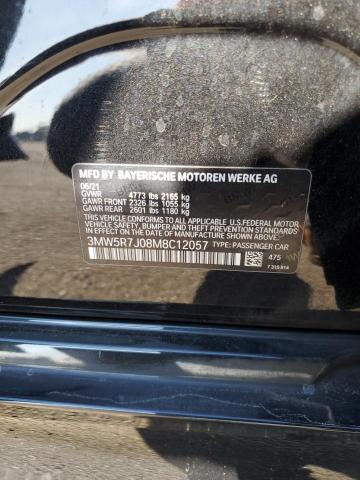 MFD BY BAYERISCHE MOTOREN WERKE AG
06/21
GVWR 4773 lbs 2165 kg
GAWR FRONT 2326 lbs 1055 kg
GAWR REAR 2601 lbs 1180 kg
THIS VEHICLE CONFORMS TO ALL APPLICABLE U.S. FEDERAL MOTOR
VEHICLE SAFETY, BUMPER, AND THEFT PREVENTION STANDARDS
IN EFFECT ON THE DATE OF MANUFACTURE SHOWN ABOVE.
3MW5R7J08M8C12057 TYPE: PASSENGER CAR
475